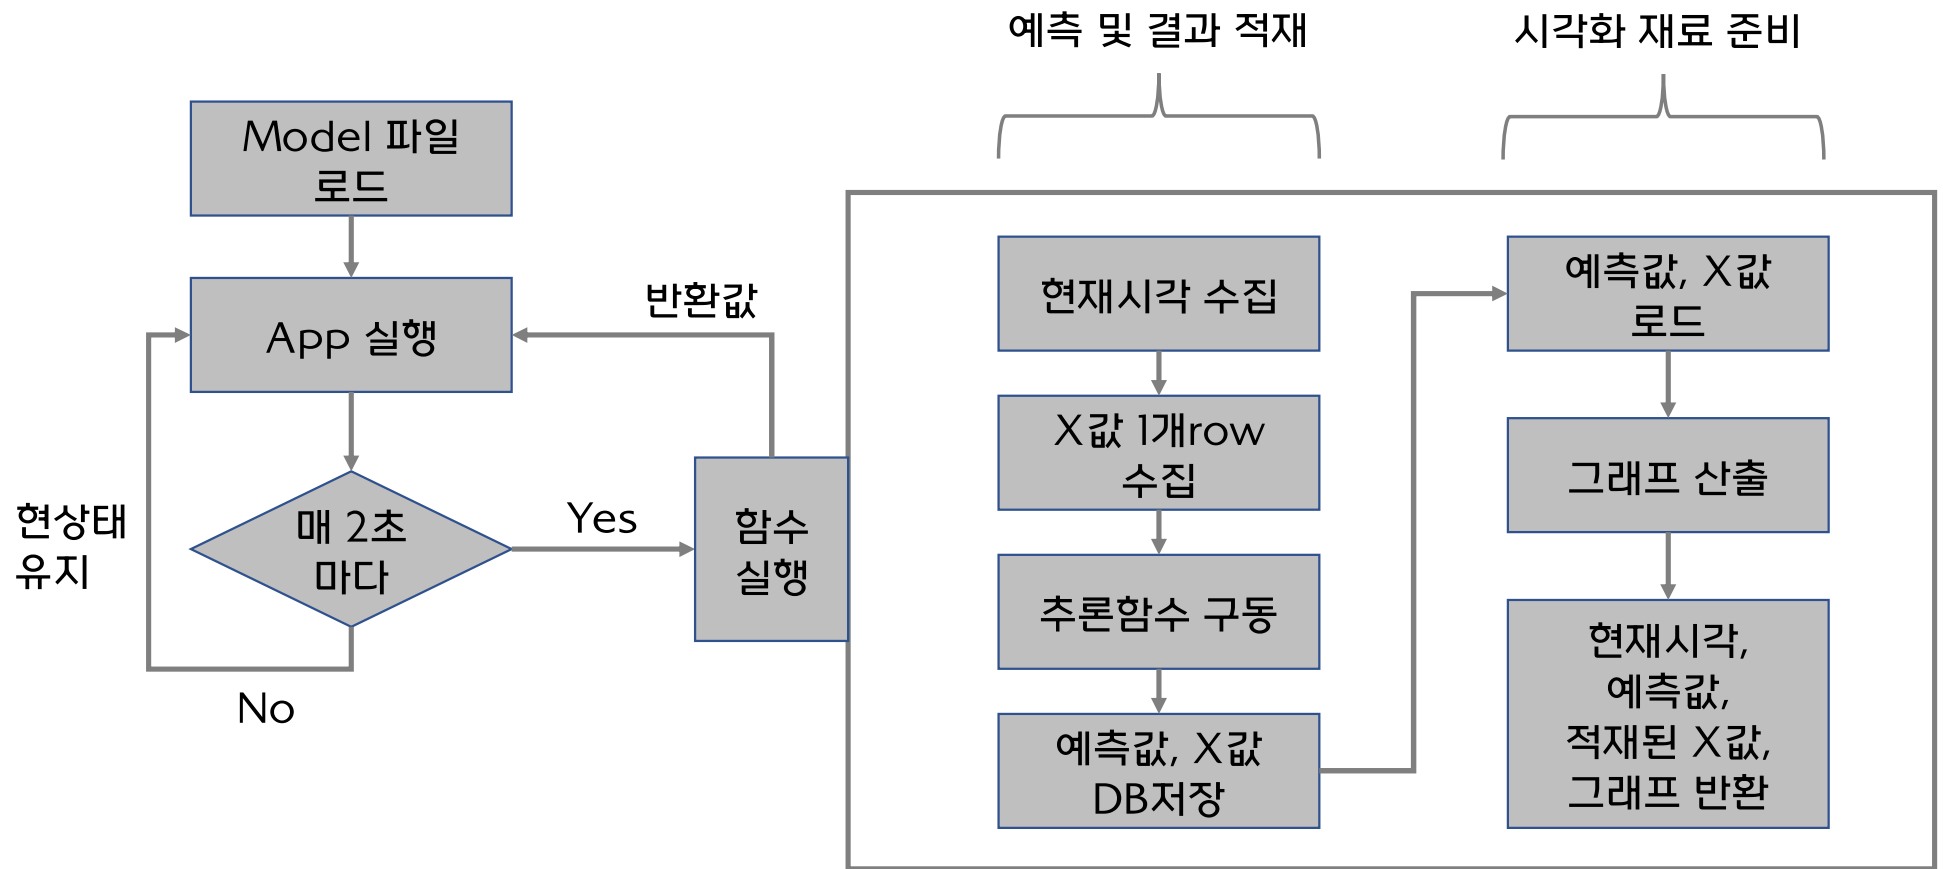 예측 및 결과 적재
시각화 재료 준비
Model 파일
로드
App 실행
반환값
매 2초
마다
Yes
No
현상태
유지
함수
실행
현재시각 수집
X값 1개row
수집
추론함수 구동
예측값, X값
DB저장
예측값, X값
로드
그래프 산출
현재시각,
예측값,
적재된 X값,
그래프 반환